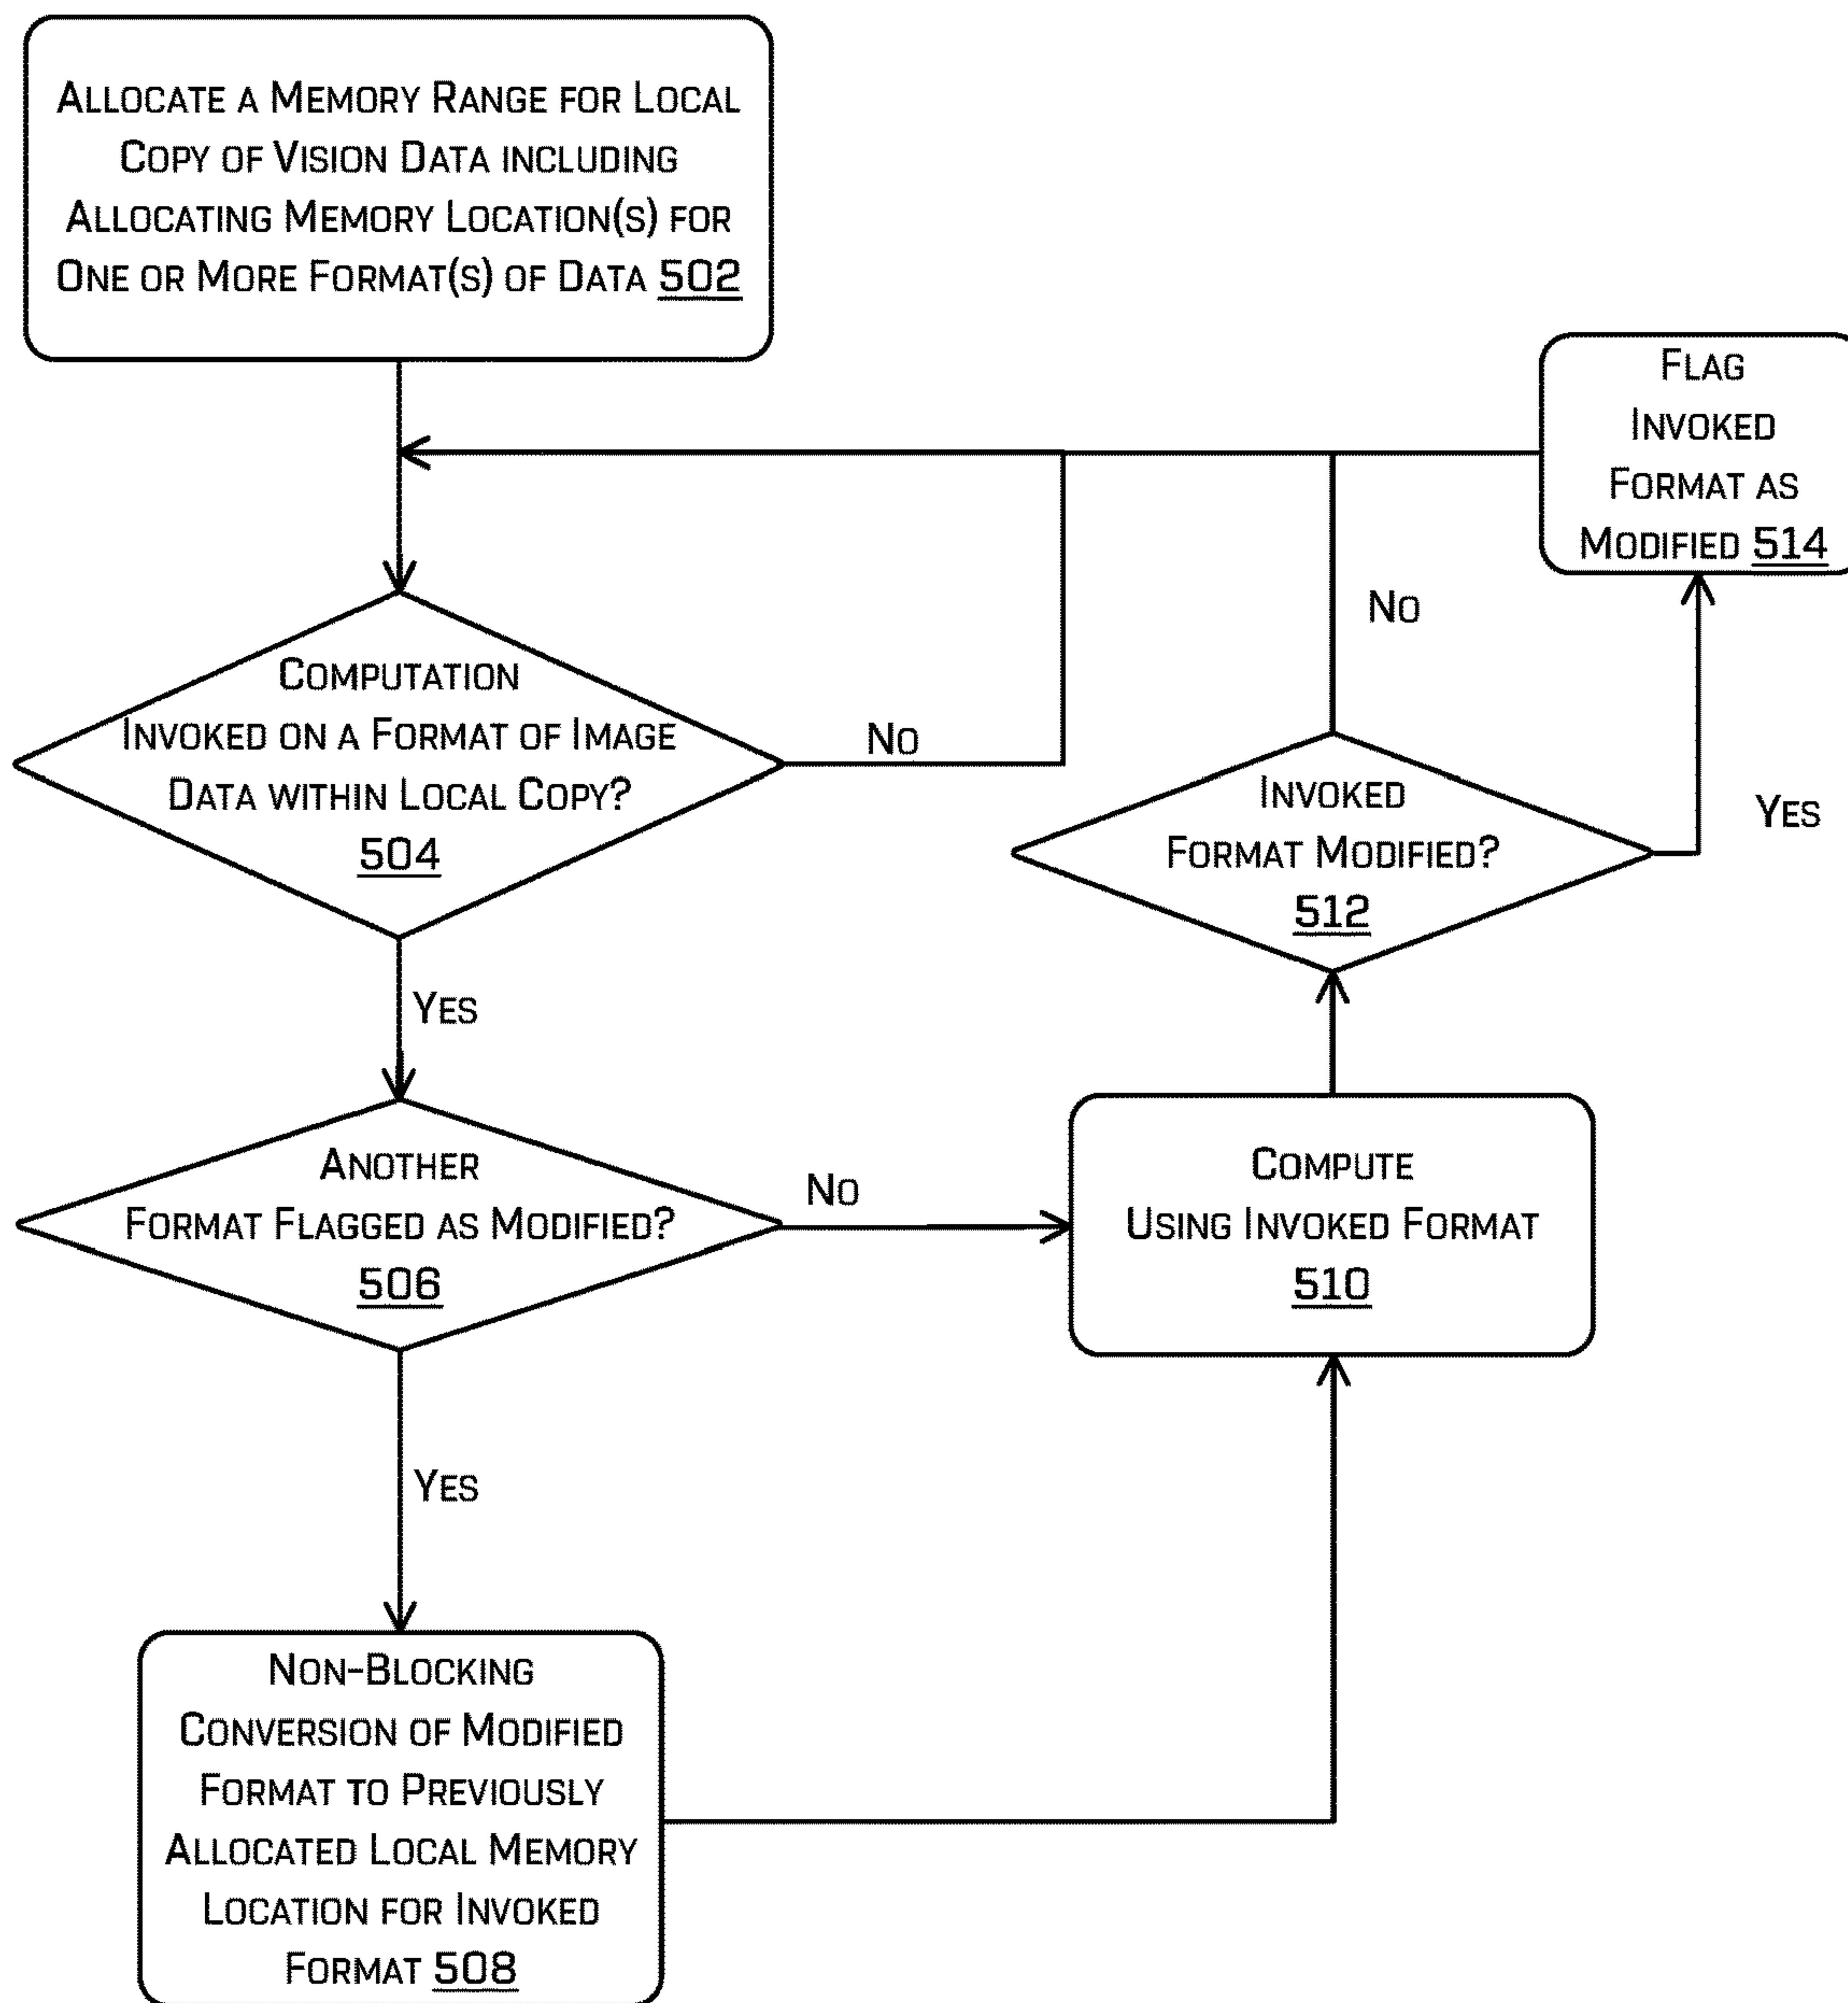 ALLOCATE A MEMORY RANGE FOR LOCAL
COPY OF VISION DATA INCLUDING
ALLOCATING MEMORY LOCATION(S) FOR
ONE OR MORE FORMAT(S) OF DATA 502
FLAG
INVOKED
FORMAT AS
MODIFIED 514
COMPUTATION
INVOKED ON A FORMAT OF IMAGE
DATA WITHIN LOCAL COPY?
504
NO
NO
INVOKED
FORMAT MODIFIED?
512
YES
YES
ANOTHER
FORMAT FLAGGED AS MODIFIED?
506
NO
COMPUTE
USING INVOKED FORMAT
510
YES
NON-BLOCKING
CONVERSION OF MODIFIED
FORMAT TO PREVIOUSLY
ALLOCATED LOCAL MEMORY
LOCATION FOR INVOKED
FORMAT 508